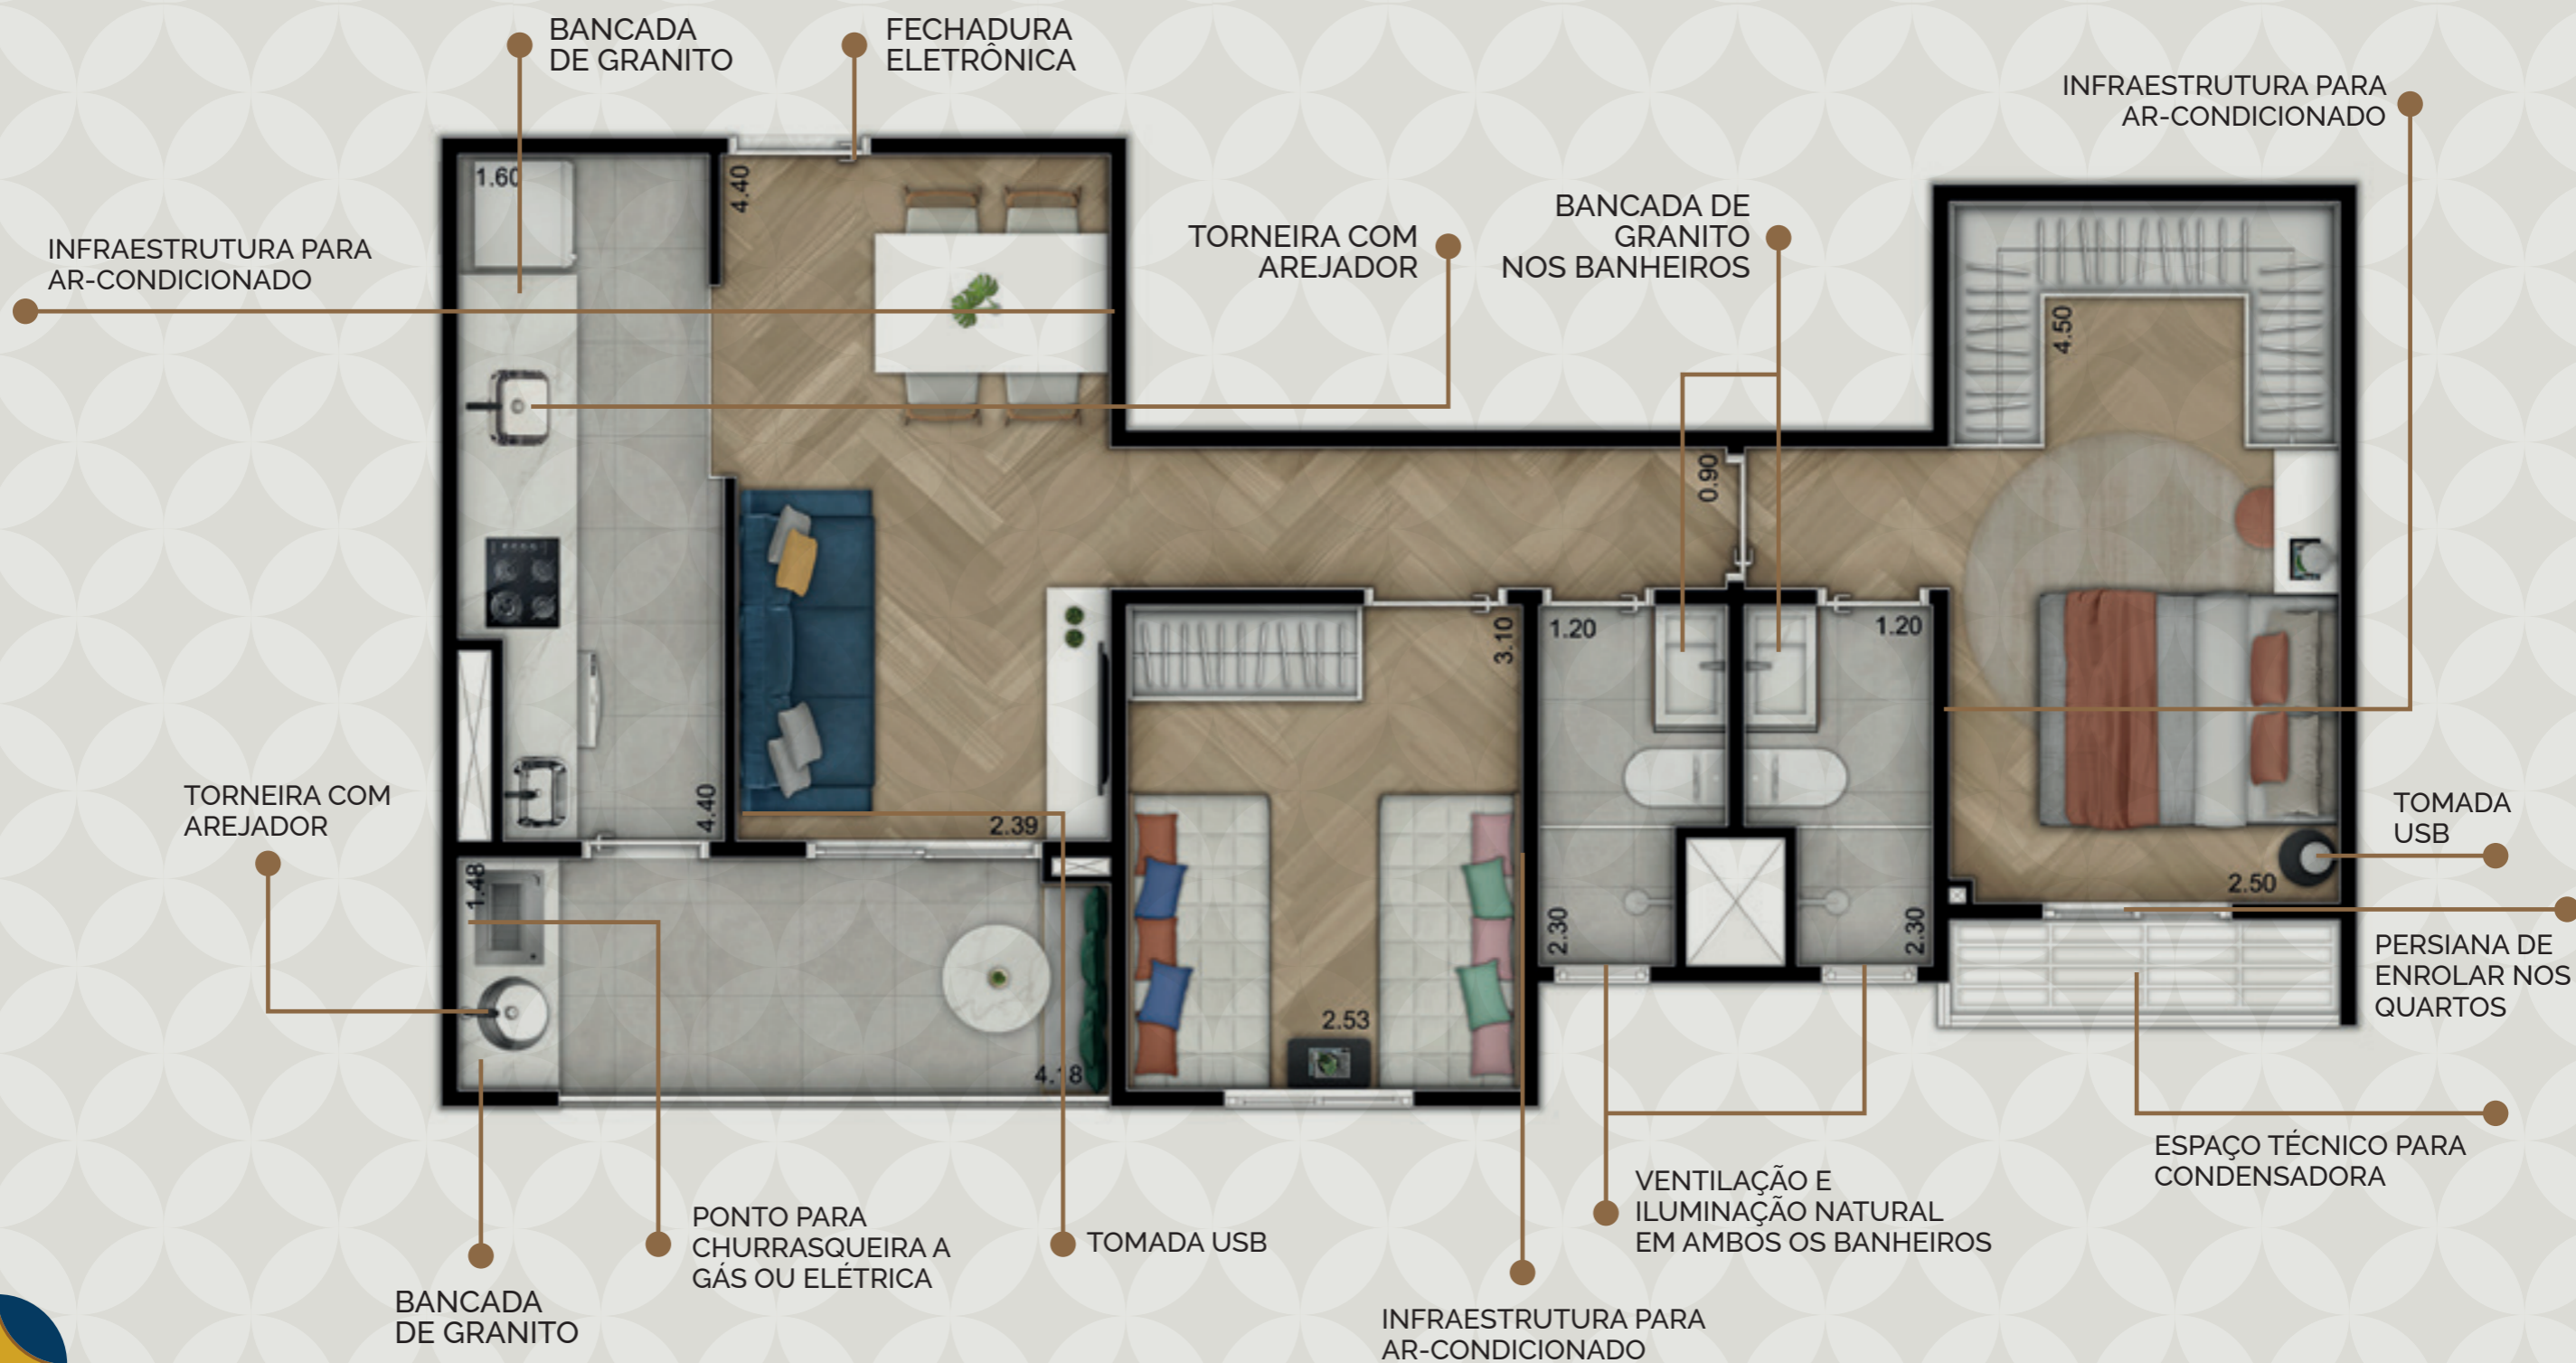 BANCADA
DE GRANITO
FECHADURA
ELETRÔNICA
INFRAESTRUTURA PARA
AR-CONDICIONADO
1.60
4.40
BANCADA DE
GRANITO
NOS BANHEIROS
TORNEIRA COM
AREJADOR
INFRAESTRUTURA PARA
AR-CONDICIONADO
4.50
0.90
3.10
1.20
1.20
TORNEIRA COM
AREJADOR
4.40
2.39
TOMADA
USB
1.48
2.50
2.30
2.30
PERSIANA DE
ENROLAR NOS
QUARTOS
2.53
4.18
ESPAÇO TÉCNICO PARA
CONDENSADORA
VENTILAÇÃO E
ILUMINAÇÃO NATURAL
EM AMBOS OS BANHEIROS
PONTO PARA
CHURRASQUEIRA A
GÁS OU ELÉTRICA
TOMADA USB
BANCADA
DE GRANITO
INFRAESTRUTURA PARA
AR-CONDICIONADO